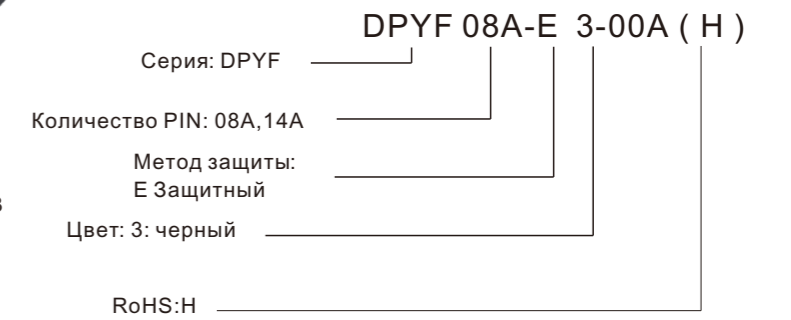 DPYF 08A-E 3-00A ( H )
Серия: DPYF
Количество PIN: 08A,14A
Метод защиты:
E Защитный
Цвет: 3: черный
RoHS:H